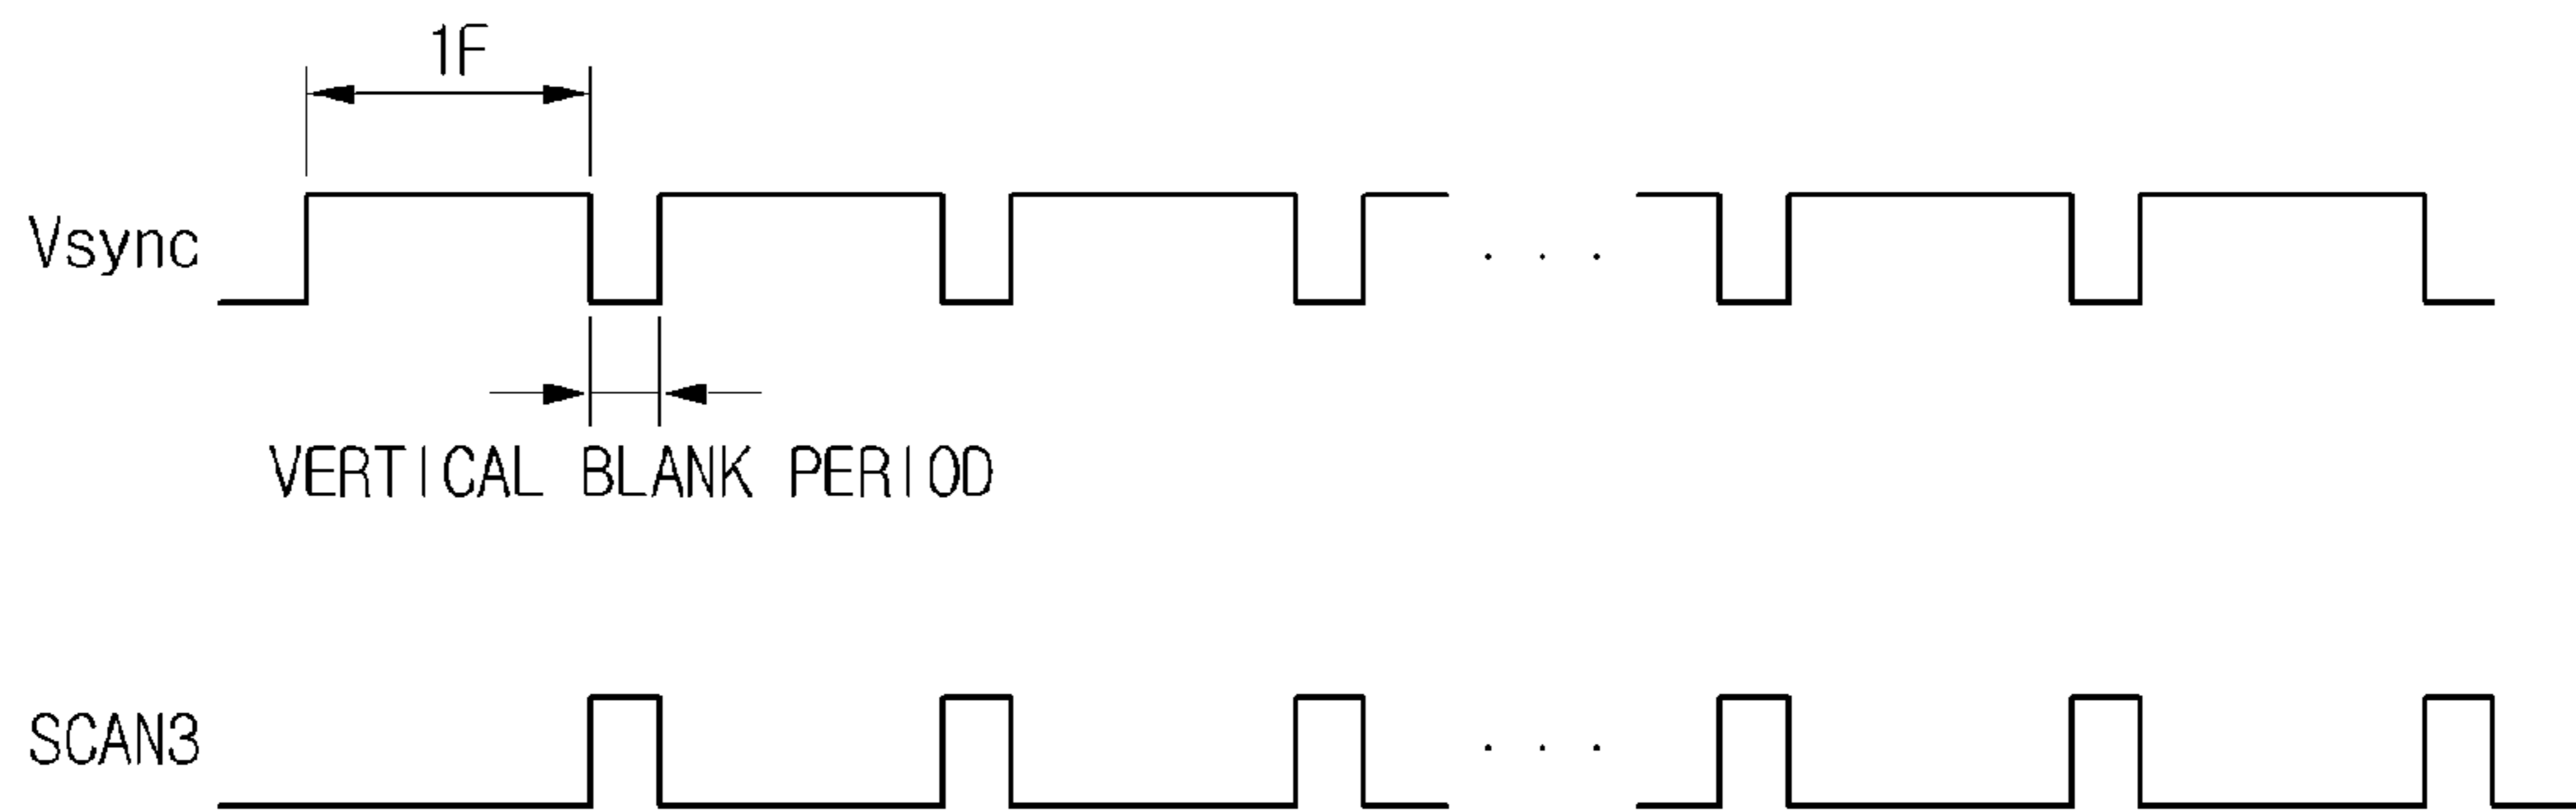 1F
Vsync
. . .
VERTICAL BLANK PERIOD
SCAN3
. . .